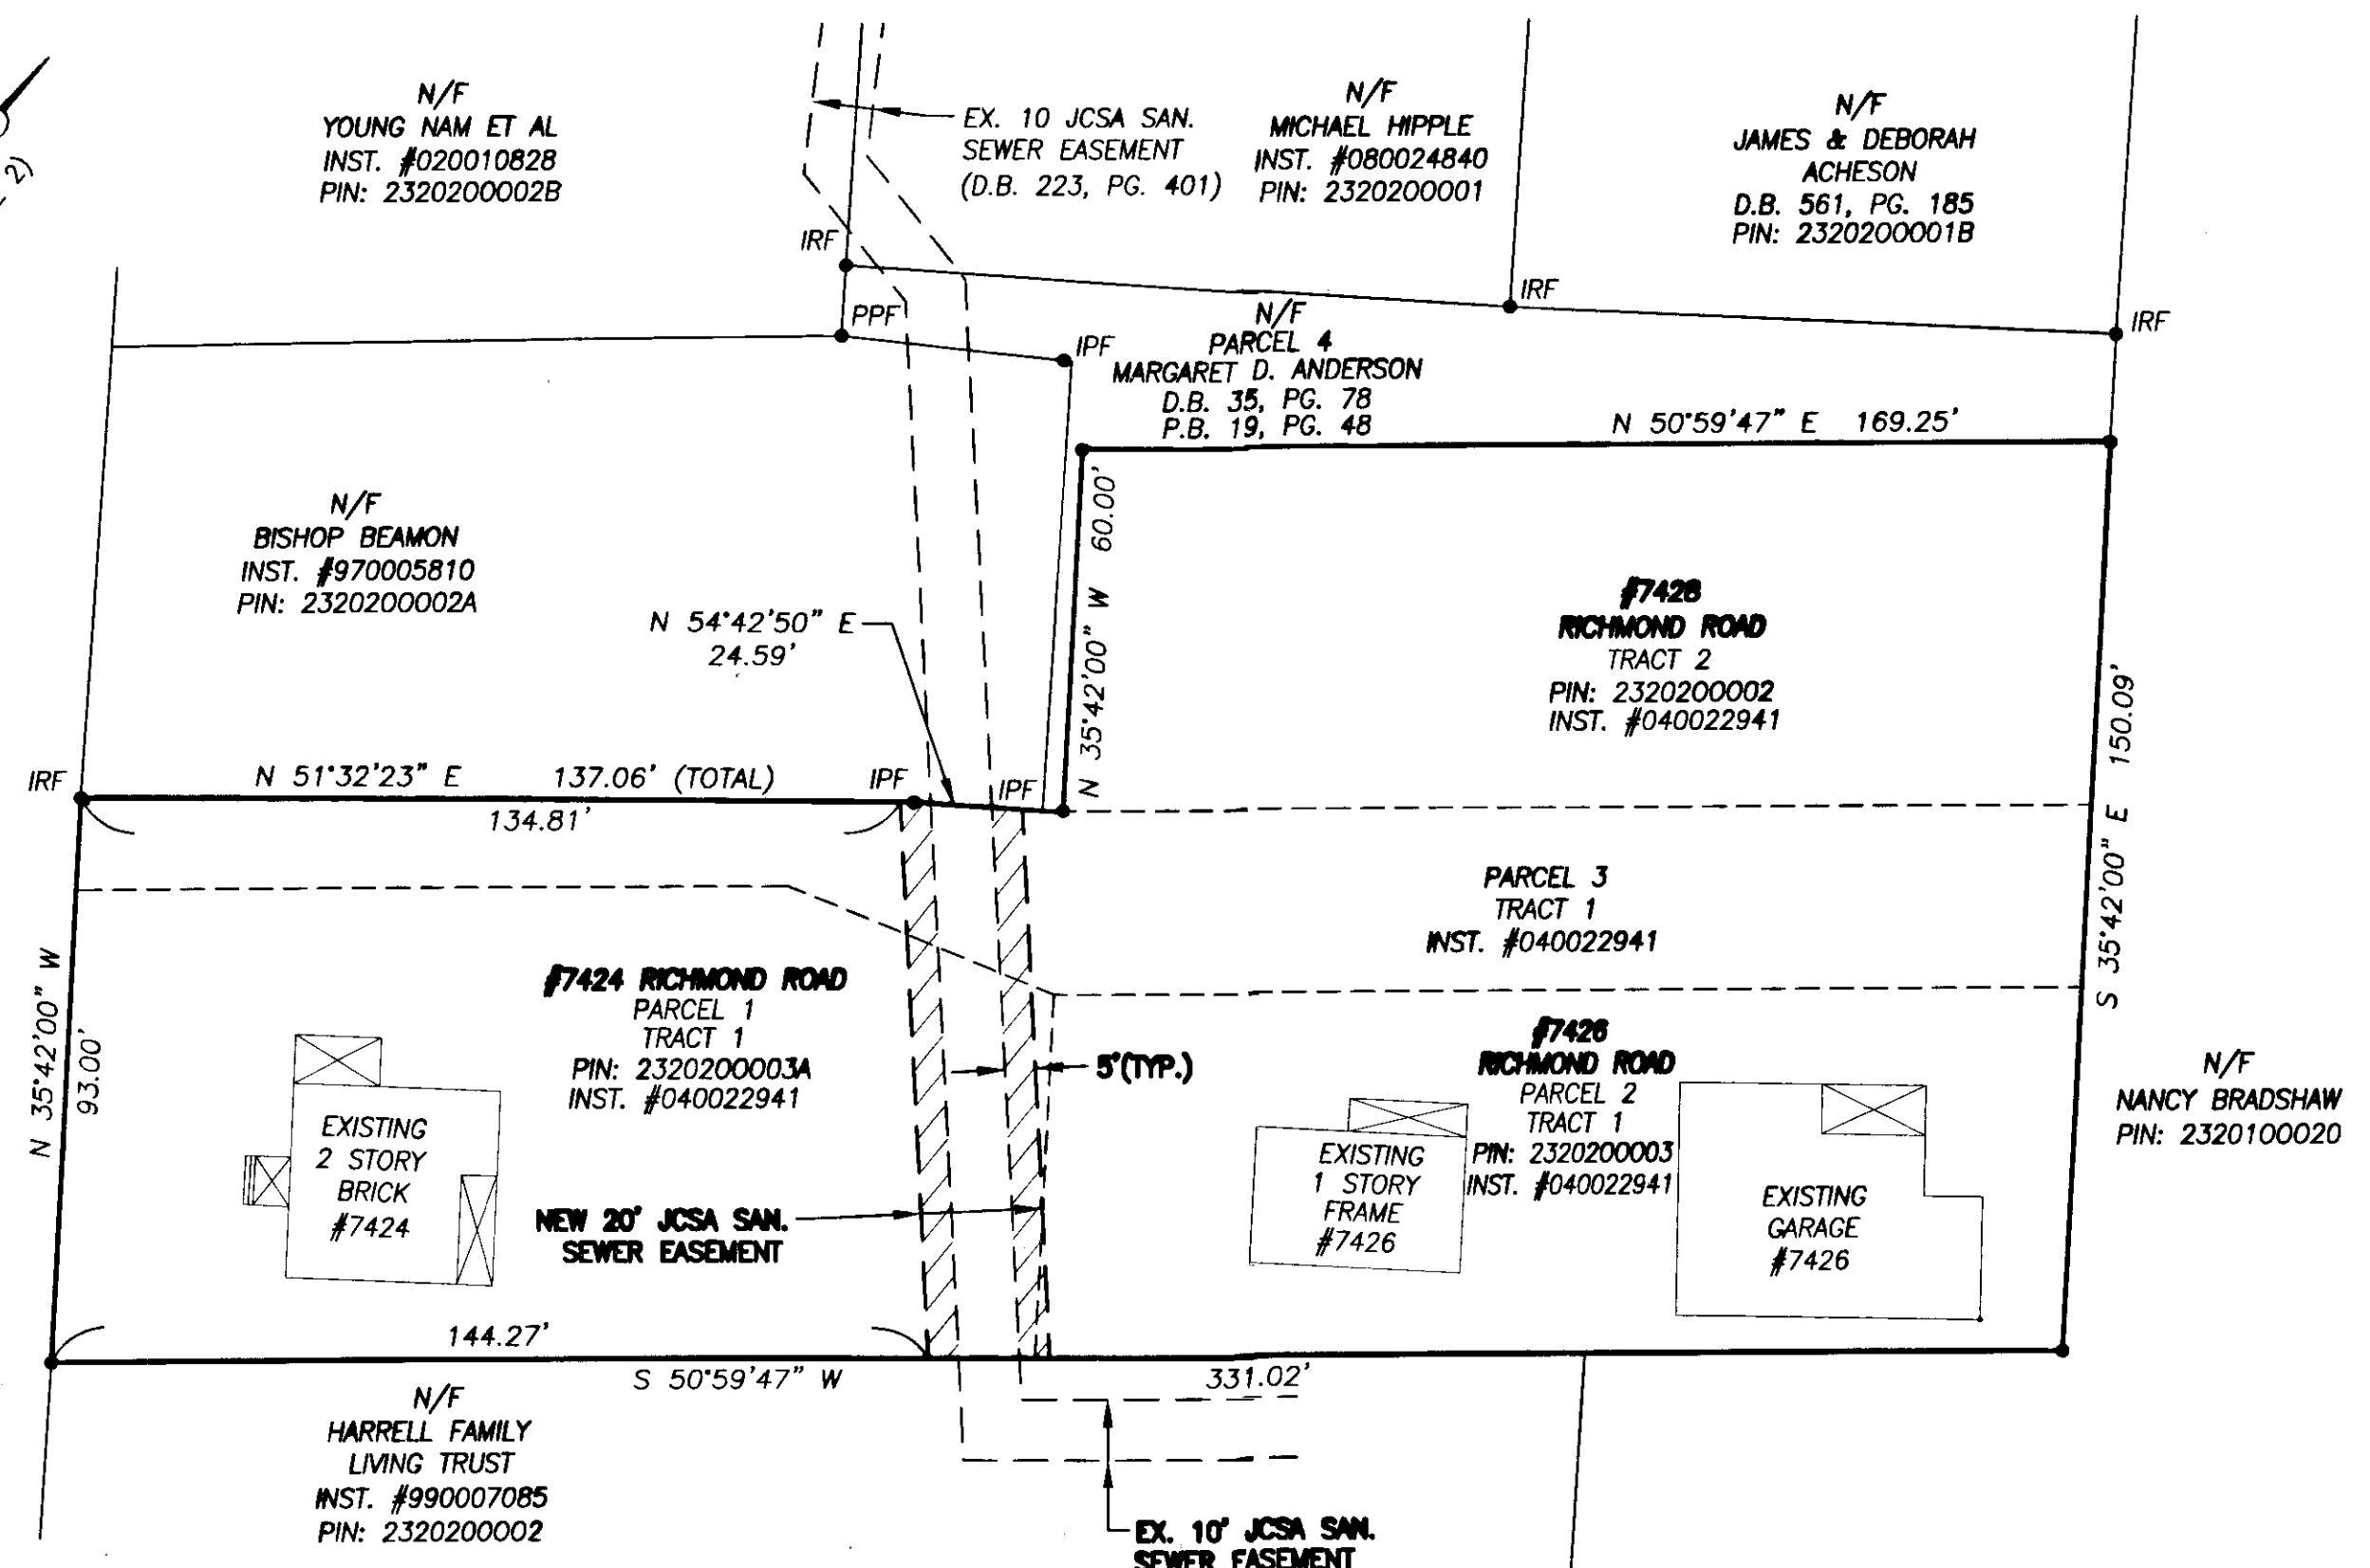 2)
N/F
YOUNG NAM ET AL
INST. #020010828
PIN: 2320200002B
EX. 10 JCSA SAN.
SEWER EASEMENT
(D.B. 223, PG. 401)
N/F
MICHAEL HIPPLE
INST. #080024840
PIN: 2320200001
N/F
JAMES & DEBORAH
ACHESON
D.B. 561, PG. 185
PIN: 2320200001B
IRF
PPF
IPF
IRF
IRF
N/F
PARCEL 4
MARGARET D. ANDERSON
D.B. 35, PG. 78
P.B. 19, PG. 48
N 50°59'47" E 169.25'
N/F
BISHOP BEAMON
INST. #970005810
PIN: 2320200002A
N 54°42'50" E
24.59'
N 35°42'00" W 60.00'
#7428
RICHMOND ROAD
TRACT 2
PIN: 2320200002
INST. #040022941
S 35°42'00" E 150.09'
IRF
N 51°32'23" E 137.06' (TOTAL)
IPF
IPF
134.81'
PARCEL 3
TRACT 1
INST. #040022941
N 35°42'00" W
93.00'
#7424 RICHMOND ROAD
PARCEL 1
TRACT 1
PIN: 2320200003A
INST. #040022941
5'(TYP.)
#7426
RICHMOND ROAD
PARCEL 2
TRACT 1
PIN: 2320200003
INST. #040022941
N/F
NANCY BRADSHAW
PIN: 2320100020
EXISTING
2 STORY
BRICK
#7424
NEW 20' JCSA SAN.
SEWER EASEMENT
EXISTING
1 STORY
FRAME
#7426
EXISTING
GARAGE
#7426
144.27'
S 50°59'47" W
331.02'
N/F
HARRELL FAMILY
LIVING TRUST
INST. #990007085
PIN: 2320200002
EX. 10' JCSA SAN.
SEWER EASEMENT